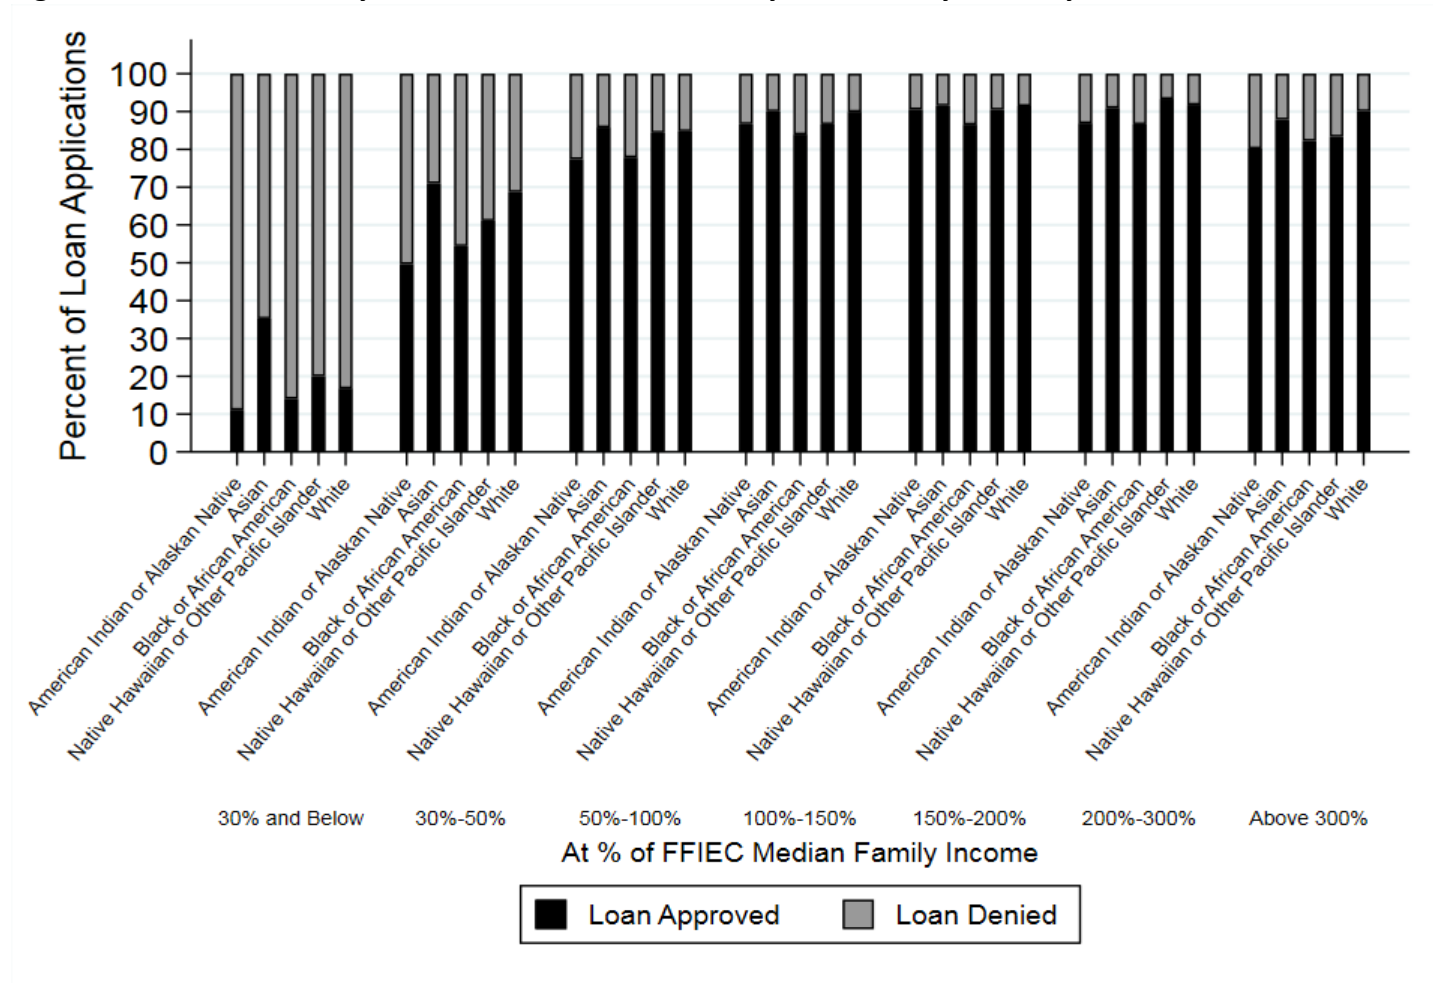 Percent of Loan Applications
100
90
80
70
60
50
40
30
20
10
0
American Indian or Alaskan Native
Asian
Black or African American
Native Hawaiian or Other Pacific Islander
White
American Indian or Alaskan Native
Asian
Black or African American
Native Hawaiian or Other Pacific Islander
White
American Indian or Alaskan Native
Asian
Black or African American
Native Hawaiian or Other Pacific Islander
White
American Indian or Alaskan Native
Asian
Black or African American
Native Hawaiian or Other Pacific Islander
White
American Indian or Alaskan Native
Asian
Black or African American
Native Hawaiian or Other Pacific Islander
White
American Indian or Alaskan Native
Asian
Black or African American
Native Hawaiian or Other Pacific Islander
White
American Indian or Alaskan Native
Asian
Black or African American
Native Hawaiian or Other Pacific Islander
White
30% and Below 30%-50% 50%-100% 100%-150% 150%-200% 200%-300% Above 300%
At % of FFIEC Median Family Income
Loan Approved Loan Denied